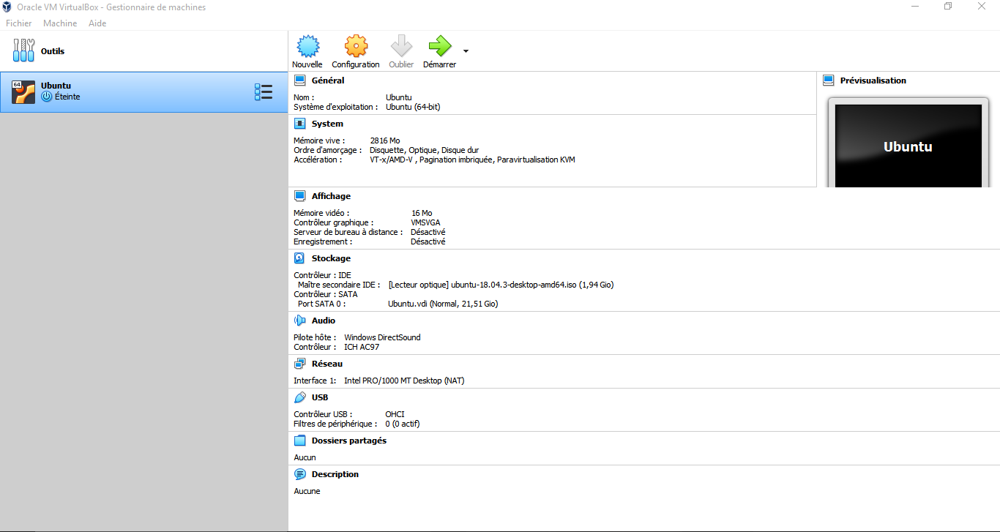 Oracle VM VirtualBox - Gestionnaire de machines
Fichier Machine Aide
Outils
64
Ubuntu
Éteinte
Nouvelle Configuration Oublier Démarrer
Général
Nom : Ubuntu
Système d'exploitation : Ubuntu (64-bit)
Prévisualisation
Ubuntu
System
Mémoire vive : 2816 Mo
Ordre d'amorçage : Disquette, Optique, Disque dur
Accélération : VT-x/AMD-V , Pagination imbriquée, Paravirtualisation KVM
Affichage
Mémoire vidéo : 16 Mo
Contrôleur graphique : VMSVGA
Serveur de bureau à distance : Désactivé
Enregistrement : Désactivé
Stockage
Contrôleur : IDE
Maître secondaire IDE : [Lecteur optique] ubuntu-18.04.3-desktop-amd64.iso (1,94 Gio)
Contrôleur : SATA
Port SATA 0 : Ubuntu.vdi (Normal, 21,51 Gio)
Audio
Pilote hôte : Windows DirectSound
Contrôleur : ICH AC97
Réseau
Interface 1: Intel PRO/1000 MT Desktop (NAT)
USB
Contrôleur USB : OHCI
Filtres de périphérique : 0 (0 actif)
Dossiers partagés
Aucun
Description
Aucune